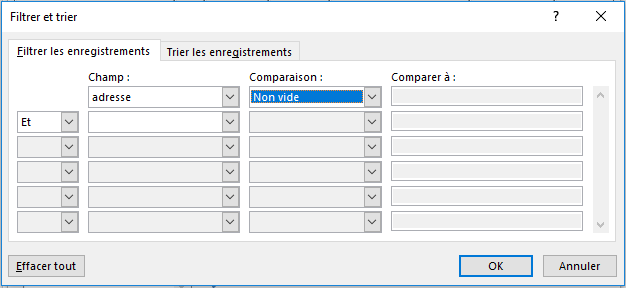 Filtrer et trier
Filtrer les enregistrements Trier les enregistrements
Champ : Comparaison : Comparer à :
adresse Non vide
Et
Effacer tout OK Annuler